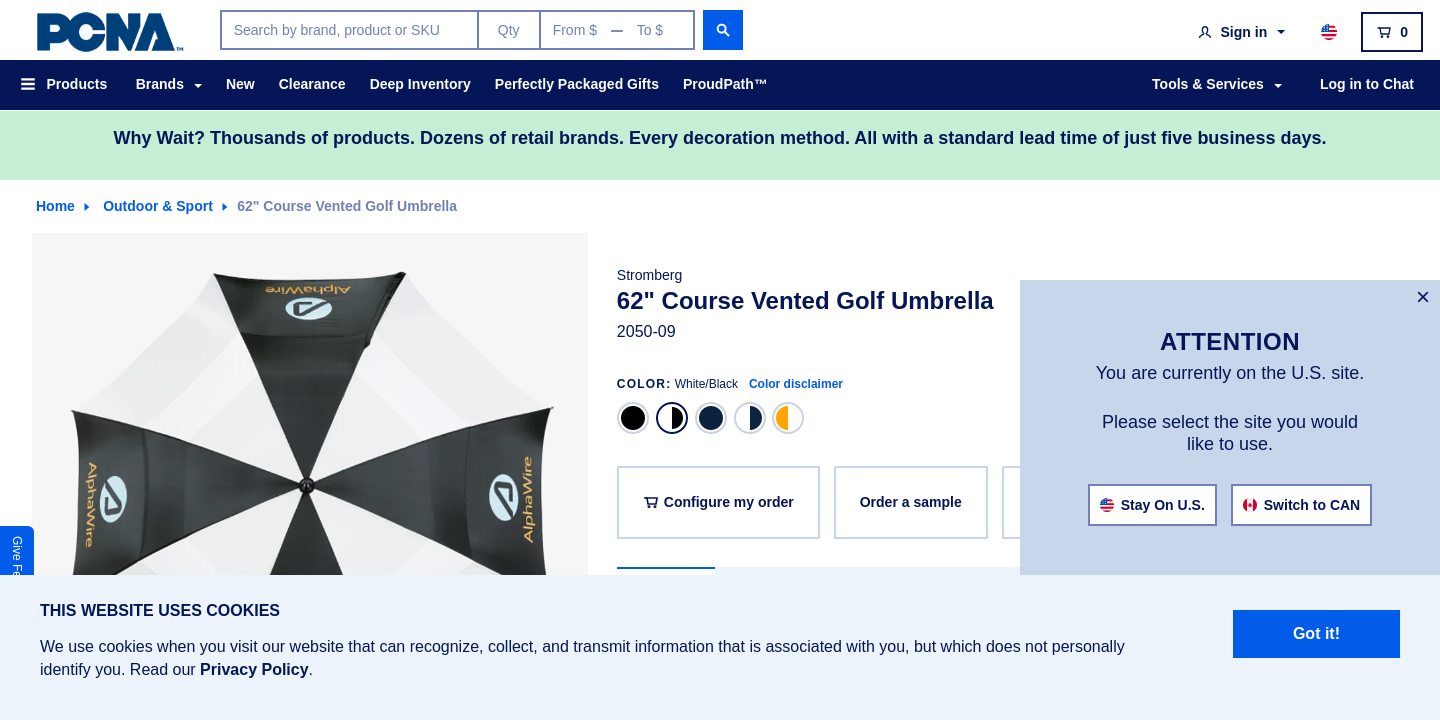 PCNA™
Search by brand, product or SKU
Qty
From $ — To $
Sign in
0
Products
Brands
New
Clearance
Deep Inventory
Perfectly Packaged Gifts
ProudPath™
Tools & Services
Log in to Chat
Why Wait? Thousands of products. Dozens of retail brands. Every decoration method. All with a standard lead time of just five business days.
Home
Outdoor & Sport
62" Course Vented Golf Umbrella
AlphaWire
AlphaWire
AlphaWire
Stromberg
62" Course Vented Golf Umbrella
2050-09
COLOR: White/Black
Color disclaimer
Configure my order
Order a sample
×
ATTENTION
You are currently on the U.S. site.
Please select the site you would
like to use.
Stay On U.S.
Switch to CAN
Give Fe
THIS WEBSITE USES COOKIES
We use cookies when you visit our website that can recognize, collect, and transmit information that is associated with you, but which does not personally
identify you. Read our Privacy Policy.
Got it!